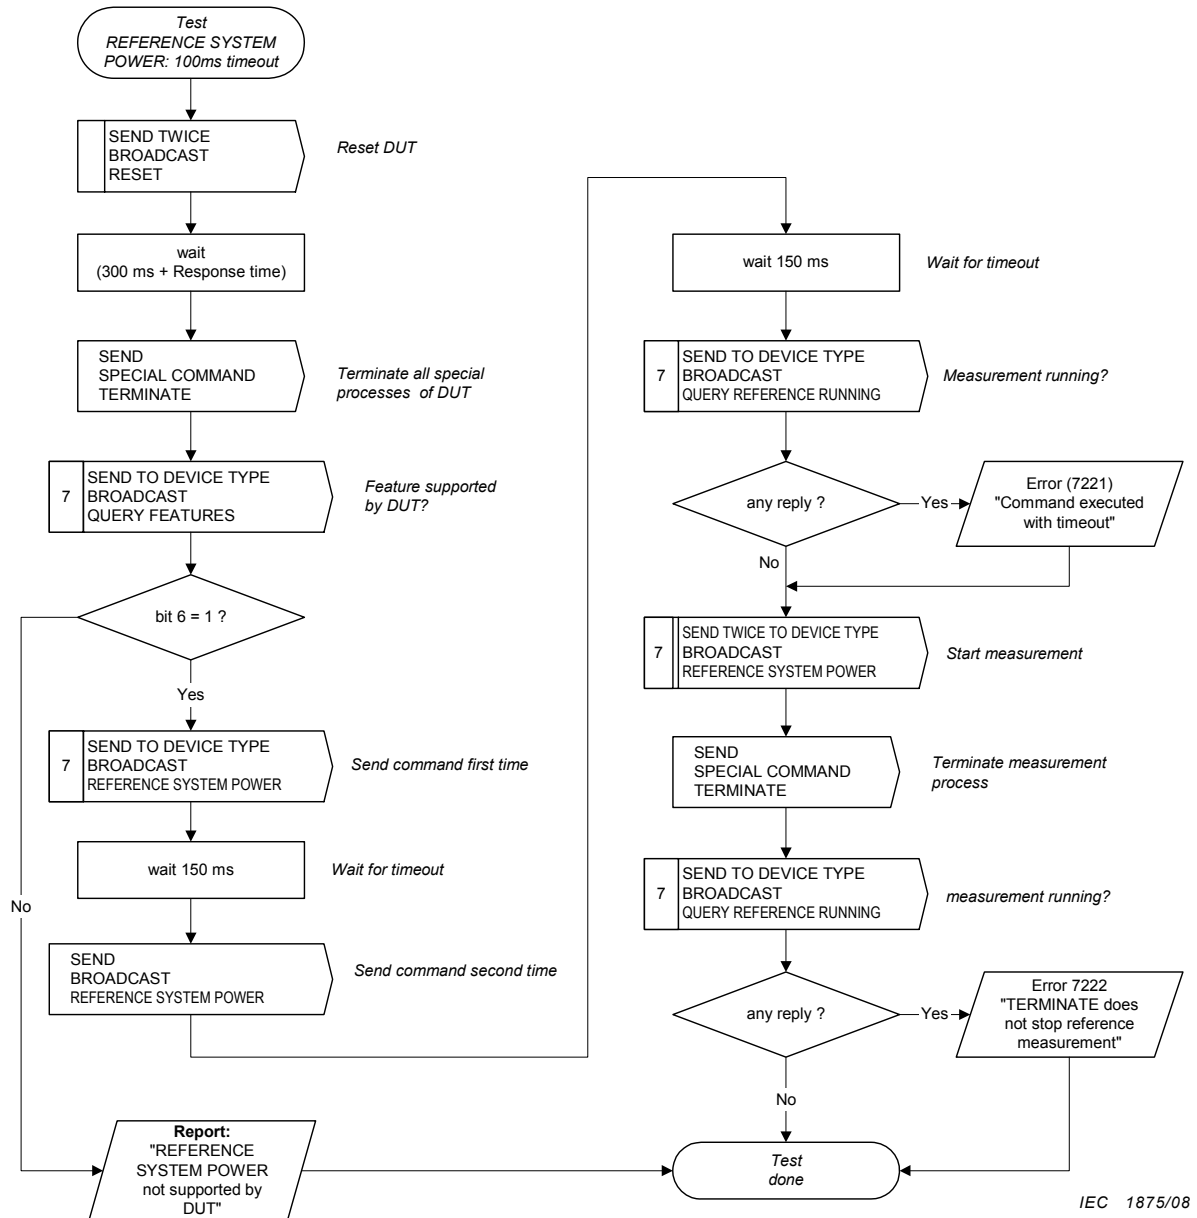 Test
REFERENCE SYSTEM
POWER: 100ms timeout
SEND TWICE
BROADCAST
RESET
Reset DUT
wait
(300 ms + Response time)
SEND
SPECIAL COMMAND
TERMINATE
Terminate all special
processes of DUT
7
SEND TO DEVICE TYPE
BROADCAST
QUERY FEATURES
Feature supported
by DUT?
bit 6 = 1 ?
Yes
7
SEND TO DEVICE TYPE
BROADCAST
REFERENCE SYSTEM POWER
Send command first time
wait 150 ms
Wait for timeout
No
SEND
BROADCAST
REFERENCE SYSTEM POWER
Send command second time
Report:
"REFERENCE
SYSTEM POWER
not supported by
DUT"
wait 150 ms
Wait for timeout
7
SEND TO DEVICE TYPE
BROADCAST
QUERY REFERENCE RUNNING
Measurement running?
any reply ?
Yes
Error (7221)
"Command executed
with timeout"
No
7
SEND TWICE TO DEVICE TYPE
BROADCAST
REFERENCE SYSTEM POWER
Start measurement
SEND
SPECIAL COMMAND
TERMINATE
Terminate measurement
process
7
SEND TO DEVICE TYPE
BROADCAST
QUERY REFERENCE RUNNING
measurement running?
any reply ?
Yes
Error 7222
"TERMINATE does
not stop reference
measurement"
No
Test
done
IEC 1875/08